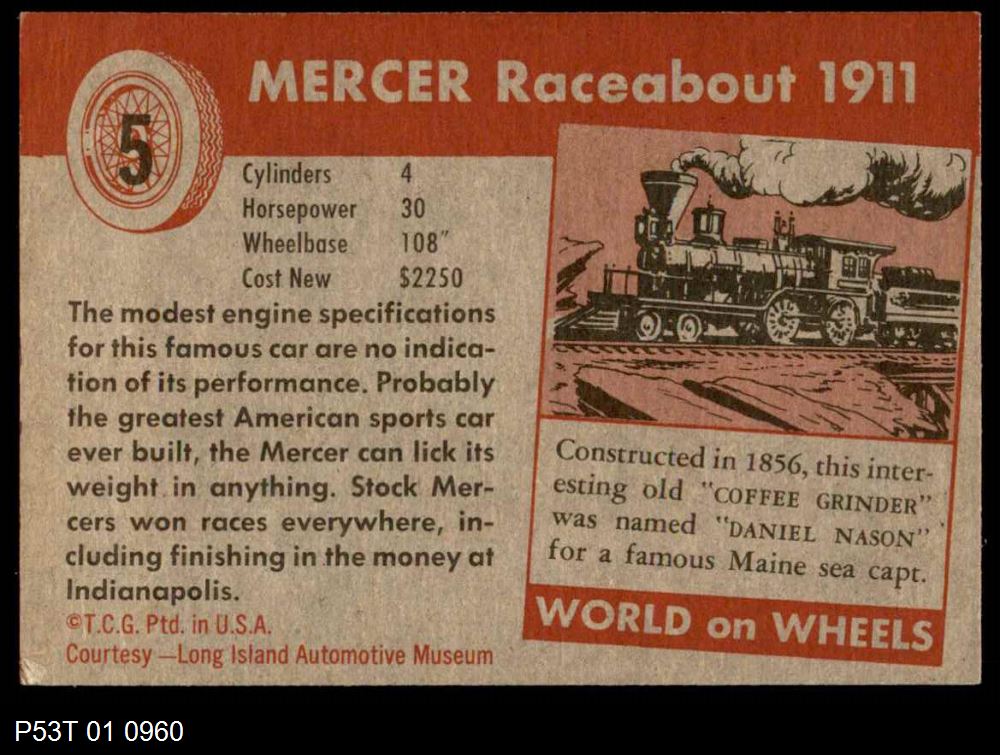 5
MERCER Raceabout 1911
Cylinders 4
Horsepower 30
Wheelbase 108"
Cost New $2250
The modest engine specifications
for this famous car are no indica-
tion of its performance. Probably
the greatest American sports car
ever built, the Mercer can lick its
weight in anything. Stock Mer-
cers won races everywhere, in-
cluding finishing in the money at
Indianapolis.
©T.C.G. Ptd. in U.S.A.
Courtesy—Long Island Automotive Museum
Constructed in 1856, this inter-
esting old "COFFEE GRINDER"
was named "DANIEL NASON"
for a famous Maine sea capt.
WORLD on WHEELS
P53T 01 0960